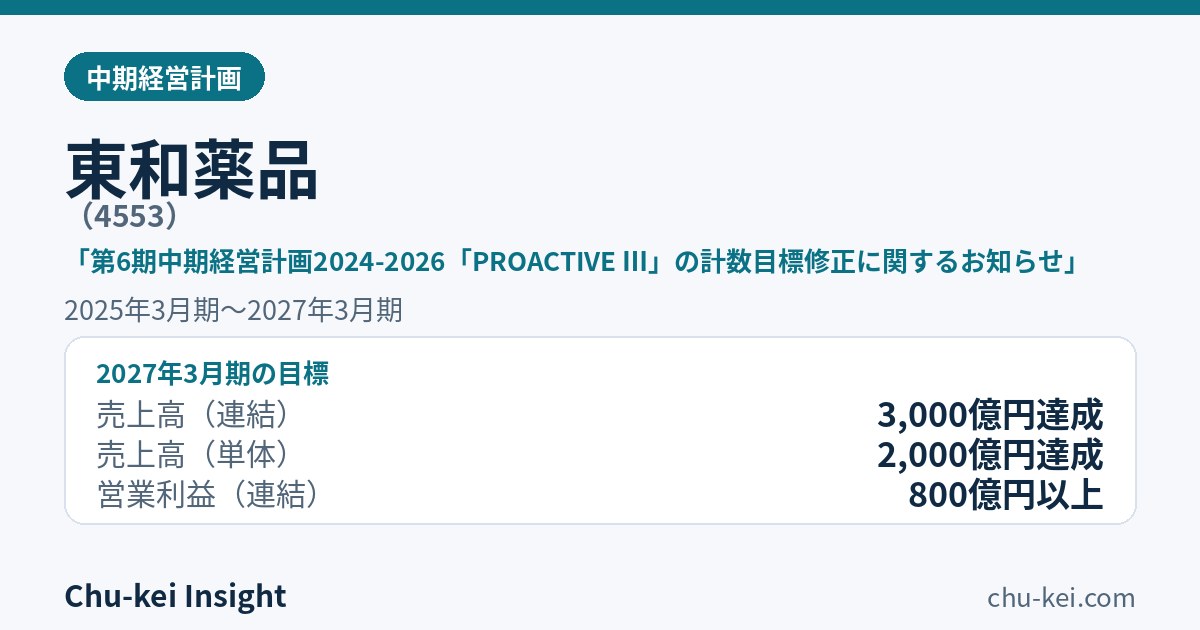 中期経営計画
東和薬品
（4553）
「第6期中期経営計画2024-2026「PROACTIVE III」の計数目標修正に関するお知らせ」
2025年3月期～2027年3月期
2027年3月期の目標
売上高（連結） 3,000億円達成
売上高（単体） 2,000億円達成
営業利益（連結） 800億円以上
Chu-kei Insight chu-kei.com